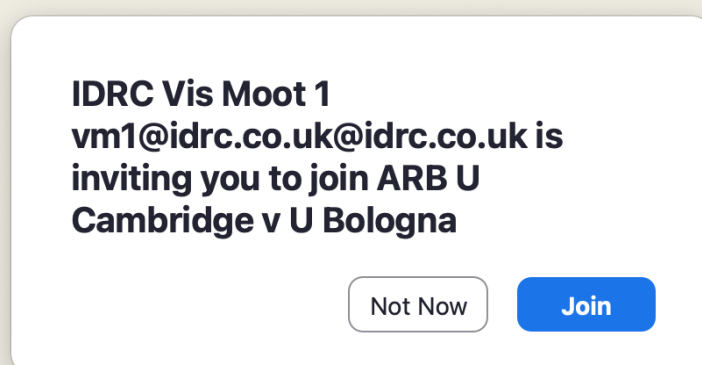 IDRC Vis Moot 1
vm1@idrc.co.uk@idrc.co.uk is
inviting you to join ARB U
Cambridge v U Bologna
Not Now
Join